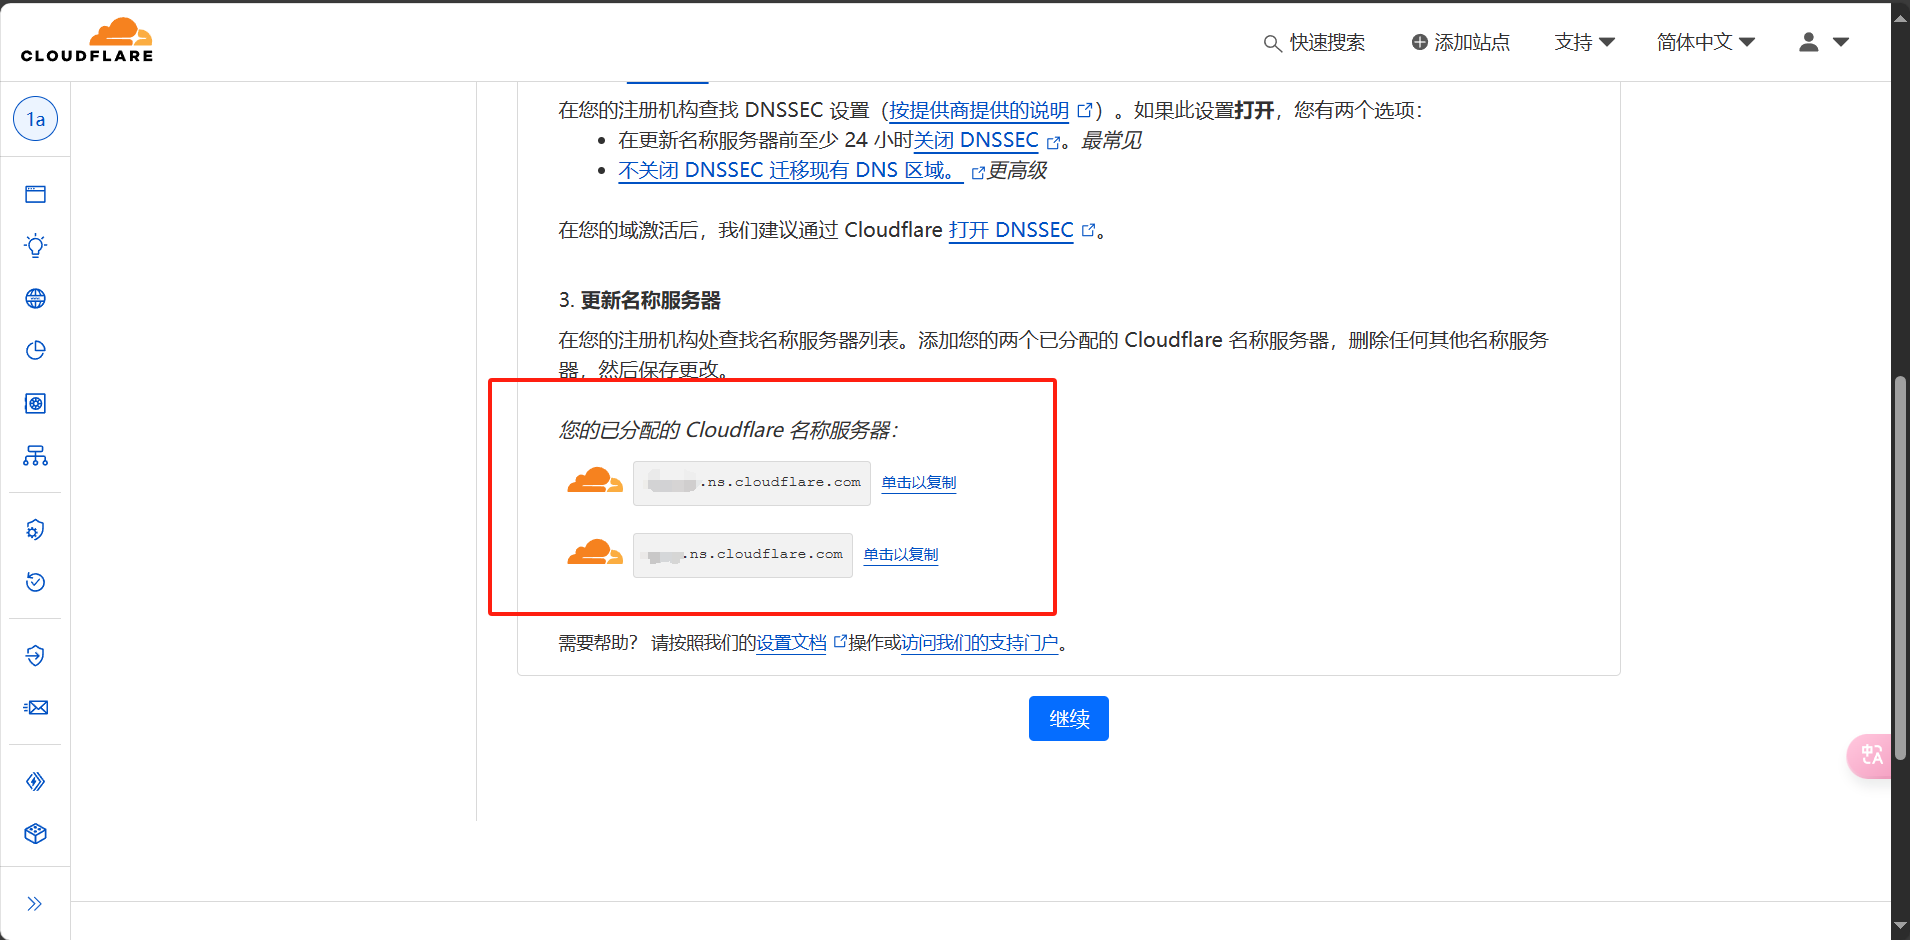 CLOUDFLARE
快速搜索
添加站点
支持
简体中文
1a
在您的注册机构查找 DNSSEC 设置（按提供商提供的说明）。如果此设置打开，您有两个选项：
在更新名称服务器前至少 24 小时关闭 DNSSEC。最常见
不关闭 DNSSEC 迁移现有 DNS 区域。更高级
在您的域激活后，我们建议通过 Cloudflare 打开 DNSSEC。
3. 更新名称服务器
在您的注册机构处查找名称服务器列表。添加您的两个已分配的 Cloudflare 名称服务器，删除任何其他名称服务
器，然后保存更改。
您的已分配的 Cloudflare 名称服务器：
.ns.cloudflare.com 单击以复制
.ns.cloudflare.com 单击以复制
需要帮助？ 请按照我们的设置文档操作或访问我们的支持门户。
继续
中A